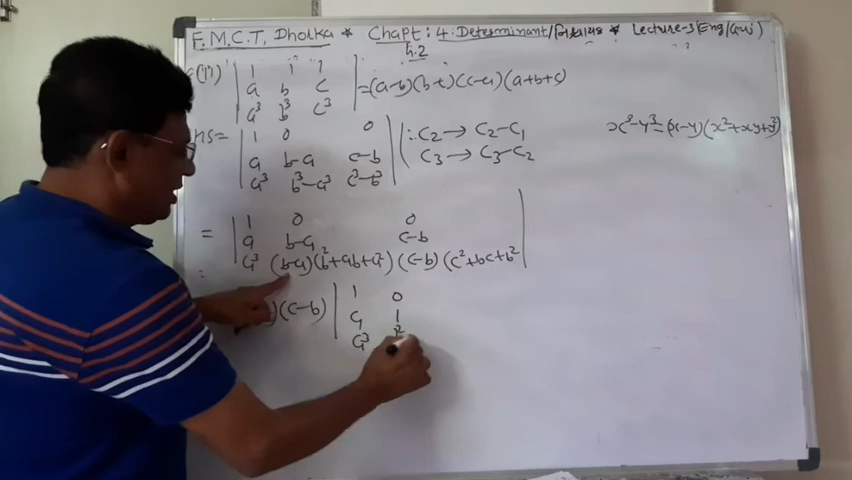 F.M.C.T. Dholka * Chapt: 4. Determinant/ * Lecture-3 (Eng/Guj)
4.2
(11) | 1 1 1 |
| a b c | = (a-b)(b-c)(c-a)(a+b+c)
| a³ b³ c³ |
x³-y³=(x-y)(x²+xy+y²)
ns= | 1 0 0 |
| a b-a c-b |
| a³ b³-a³ c³-b³ |
∴ C₂ → C₂-C₁
C₃ → C₃-C₂
= | 1 0 0 |
| a b-a c-b |
| a³ (b-a)(b²+ab+a²) (c-b)(c²+bc+b²) |
)(c-b) | 1 0
a 1
a³